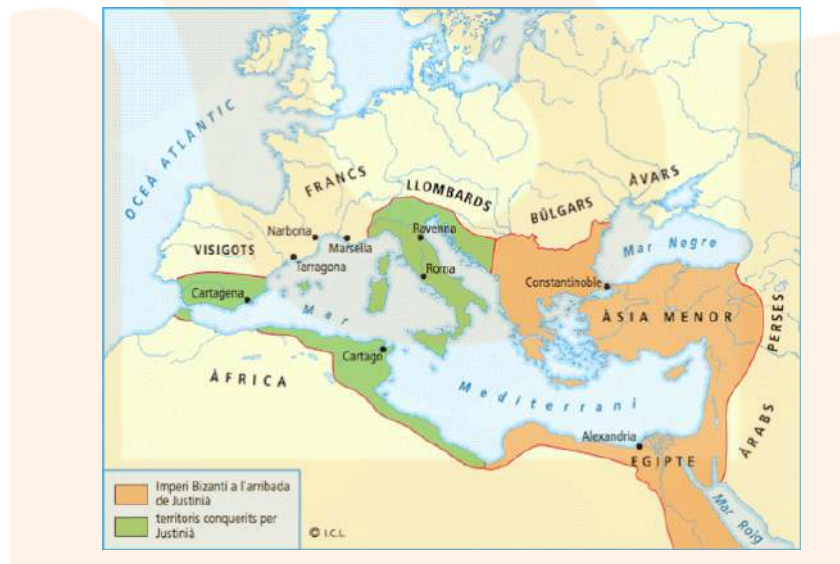 OCEÀ ATLÀNTIC
FRANCS
LLOMBARDS
BÚLGARS
ÀVARS
Mar Negre
Narbona
Marsella
Tarragona
VISIGOTS
Ravenna
Roma
Constantinoble
ÀSIA MENOR
PERSES
Cartagena
Mar
Mediterrani
Cartago
ÀFRICA
Alexandria
EGIPTE
ÀRABS
Mar Roig
Imperi Bizantí a l'arribada
de Justinià
territoris conquerits per
Justinià
© I.C.L.